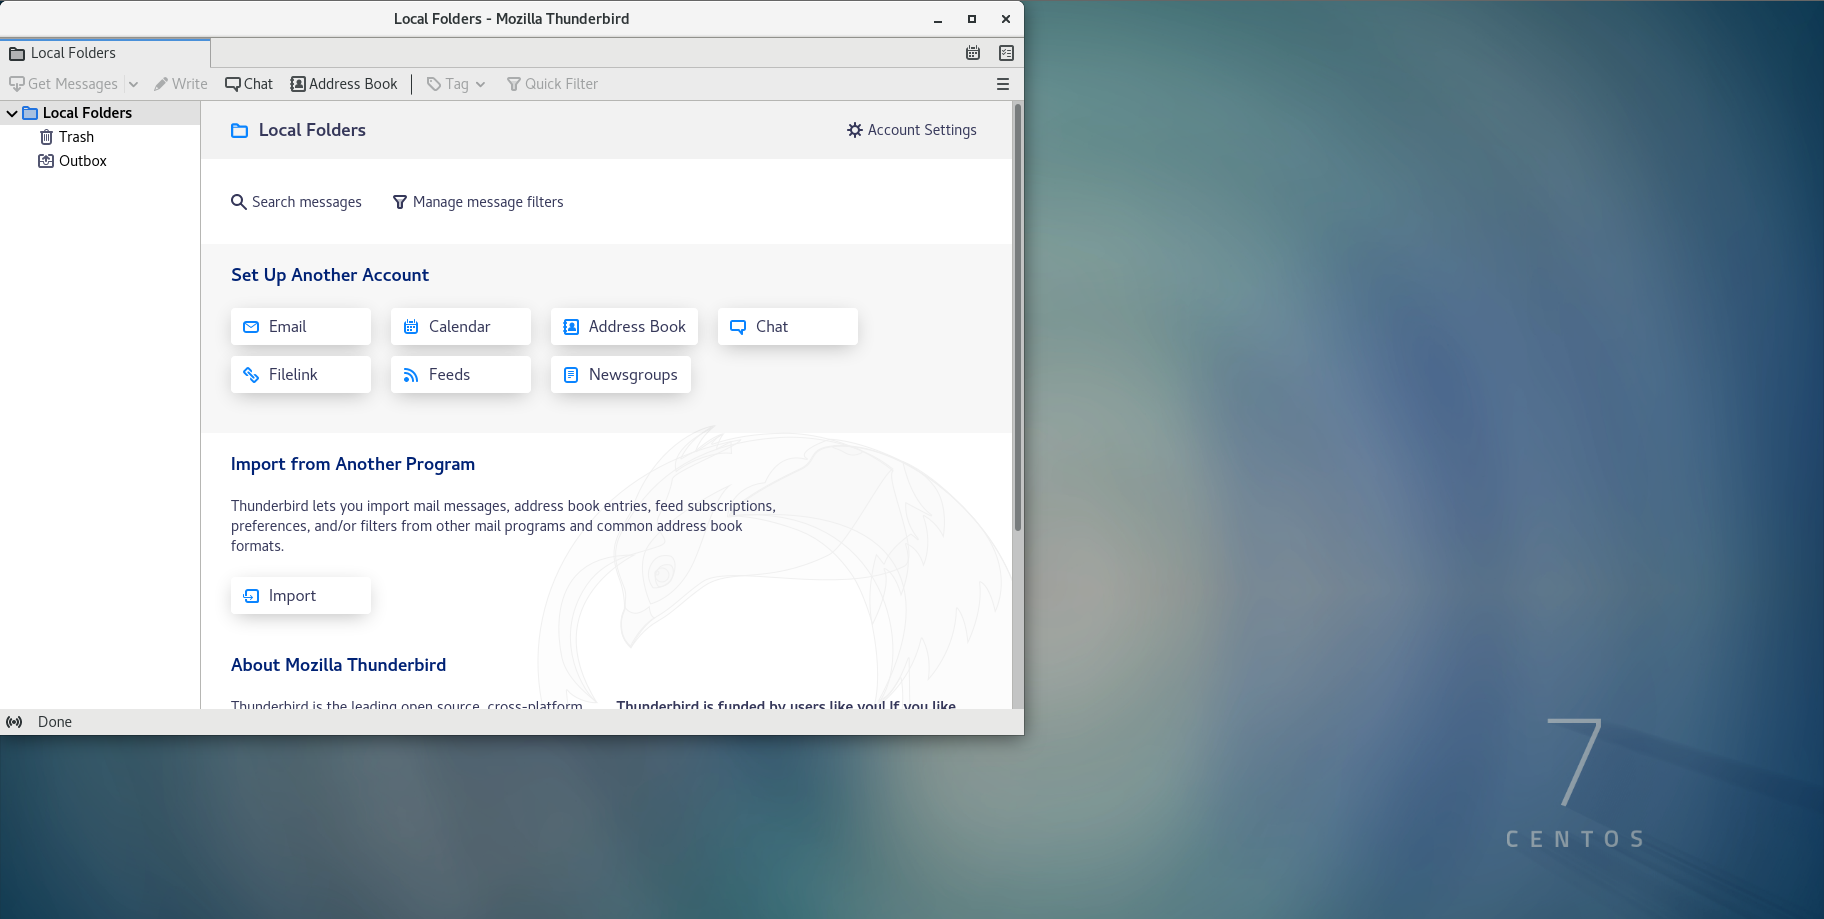 Local Folders - Mozilla Thunderbird
Local Folders
Get Messages Write Chat Address Book Tag Quick Filter
Local Folders
Trash
Outbox
Local Folders Account Settings
Search messages Manage message filters
Set Up Another Account
Email Calendar Address Book Chat
Filelink Feeds Newsgroups
Import from Another Program
Thunderbird lets you import mail messages, address book entries, feed subscriptions,
preferences, and/or filters from other mail programs and common address book
formats.
Import
About Mozilla Thunderbird
Thunderbird is the leading open source, cross-platform Thunderbird is funded by users like you! If you like
Done
7
CENTOS